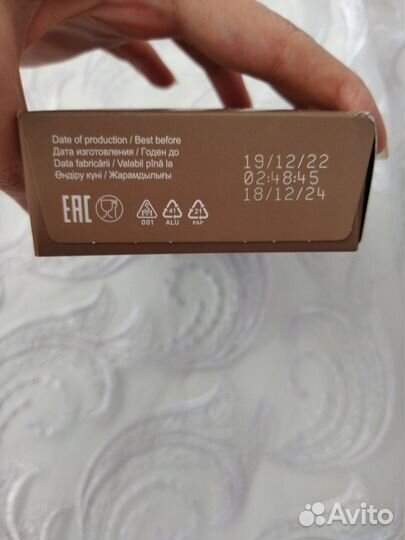 Date of production / Best before
Дата изготовления / Годен до
Data fabricării / Valabil pînă la
Өндіру күні / Жарамдылығы
19/12/22
02:48:45
18/12/24
EAC
001
41
ALU
21
PAP
Avito